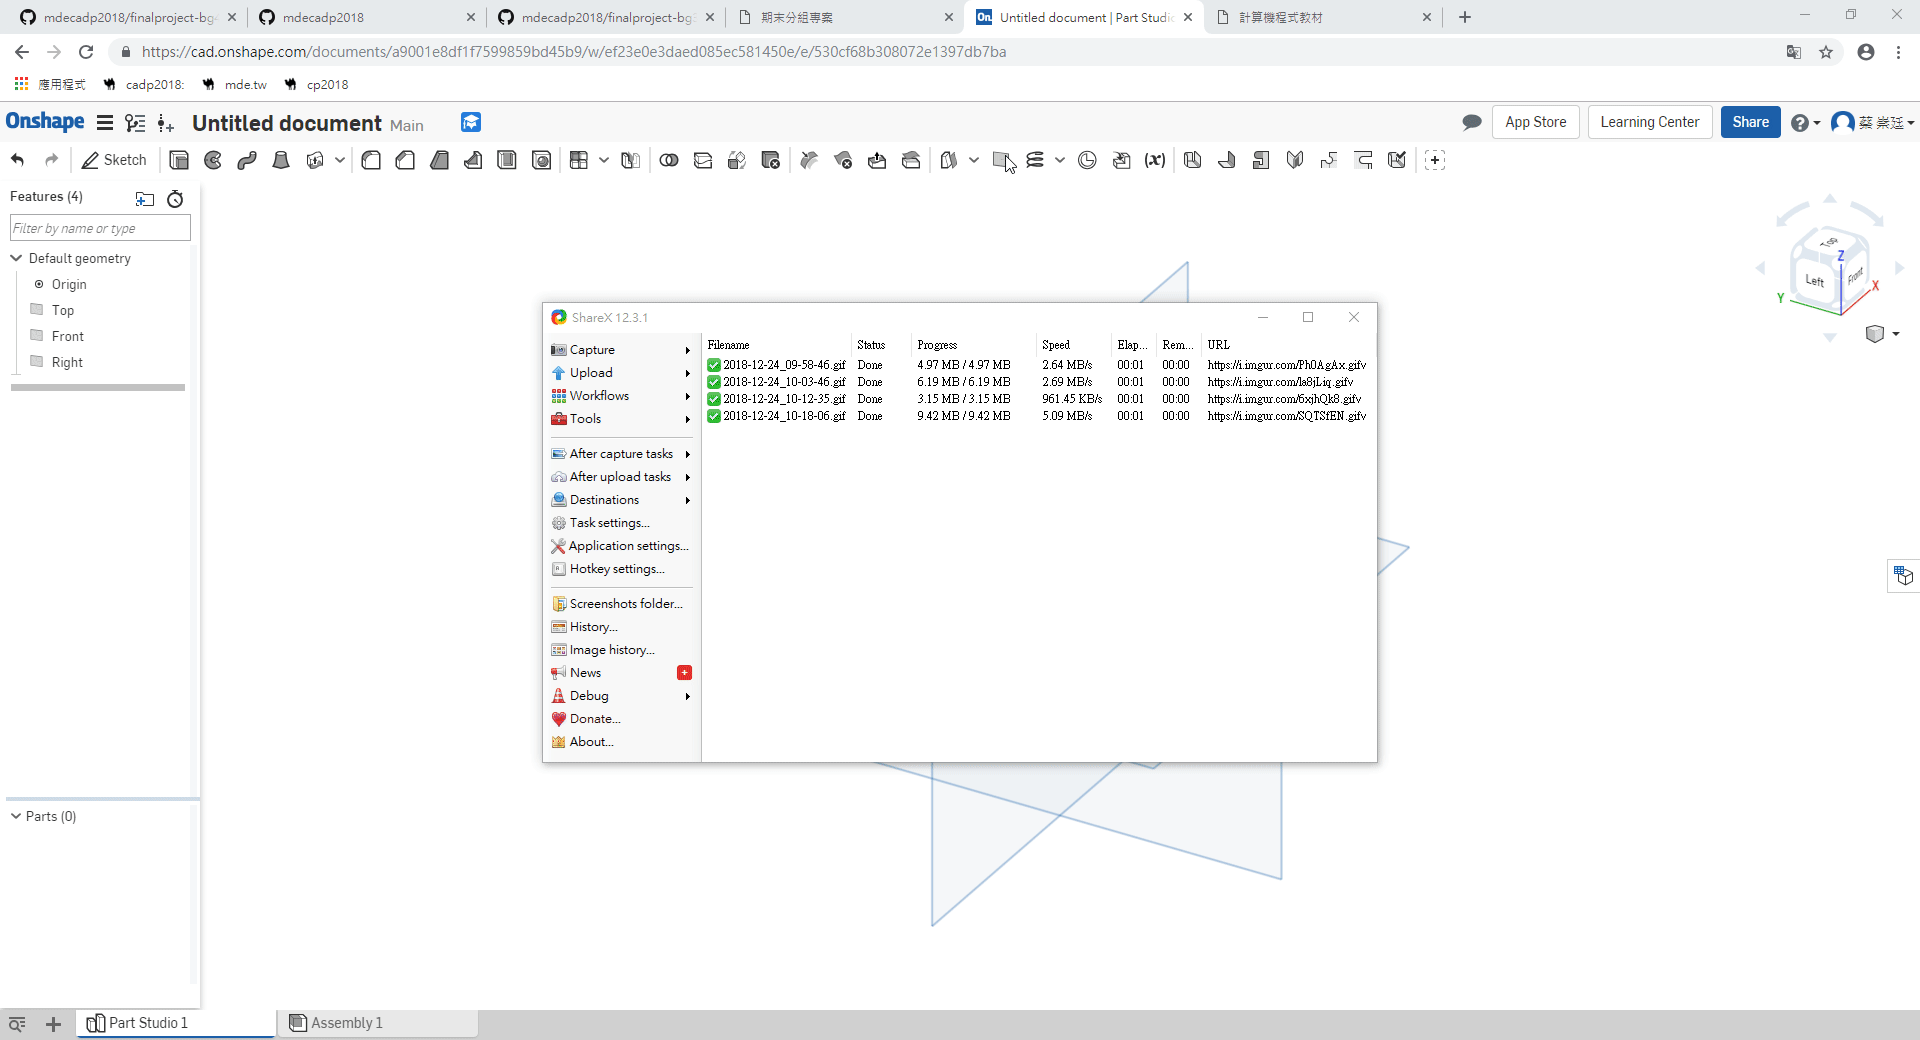 mdecadp2018/finalproject-bg4
mdecadp2018
mdecadp2018/finalproject-bg
期末分組專案
On.
Untitled document | Part Studio
計算機程式教材
https://cad.onshape.com/documents/a9001e8df1f7599859bd45b9/w/ef23e0e3daed085ec581450e/e/530cf68b308072e1397db7ba
應用程式
cadp2018:
mde.tw
cp2018
Onshape
Untitled document Main
App Store
Learning Center
Share
蔡 崇廷
Sketch
(x)
Features (4)
Filter by name or type
Default geometry
Origin
Top
Front
Right
Top
Left
Front
Z
Y
X
ShareX 12.3.1
Capture
Upload
Workflows
Tools
After capture tasks
After upload tasks
Destinations
Task settings...
Application settings...
Hotkey settings...
Screenshots folder...
History...
Image history...
News
Debug
Donate...
About...
Filename Status Progress Speed Elap... Rem... URL
2018-12-24_09-58-46.gif Done 4.97 MB / 4.97 MB 2.64 MB/s 00:01 00:00 https://i.imgur.com/Ph0AgAx.gifv
2018-12-24_10-03-46.gif Done 6.19 MB / 6.19 MB 2.69 MB/s 00:01 00:00 https://i.imgur.com/la8jLiq.gifv
2018-12-24_10-12-35.gif Done 3.15 MB / 3.15 MB 961.45 KB/s 00:01 00:00 https://i.imgur.com/6xjhQk8.gifv
2018-12-24_10-18-06.gif Done 9.42 MB / 9.42 MB 5.09 MB/s 00:01 00:00 https://i.imgur.com/SQTSfEN.gifv
Parts (0)
Part Studio 1
Assembly 1